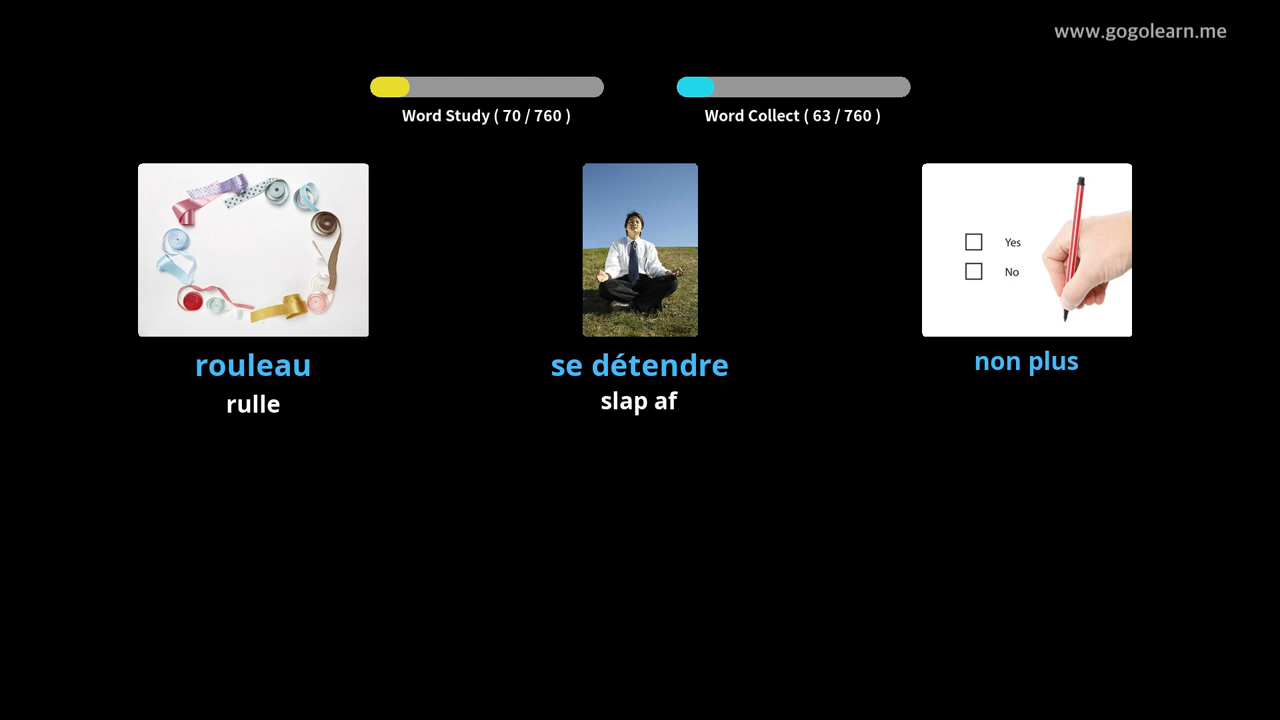 www.gogolearn.me
Word Study ( 70 / 760 )
Word Collect ( 63 / 760 )
Yes
No
rouleau
rulle
se détendre
slap af
non plus